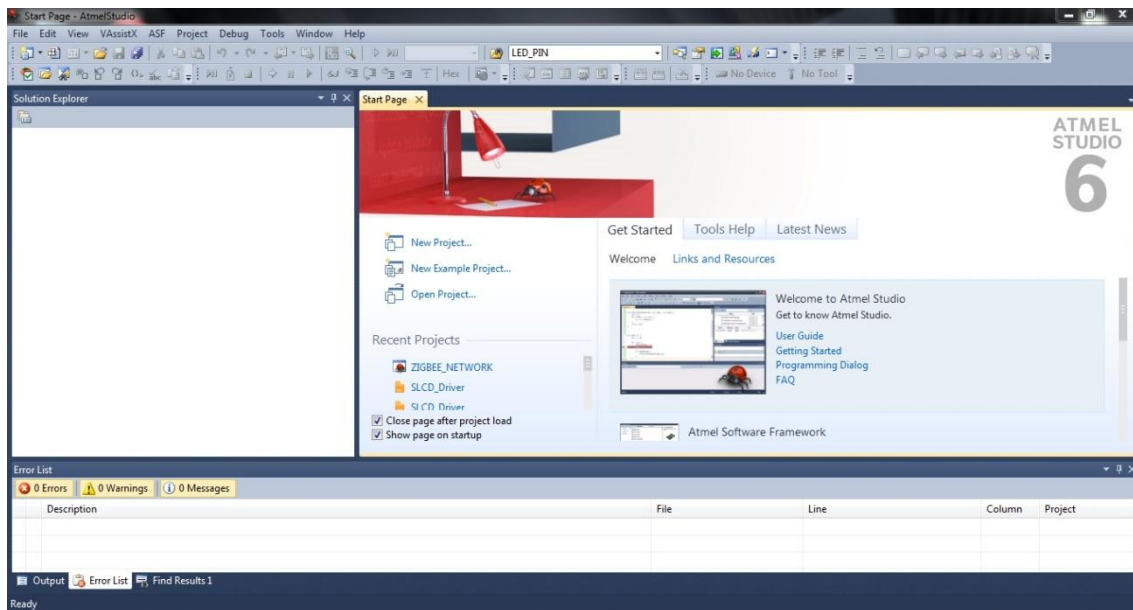 Start Page - AtmelStudio
File Edit View VAssistX ASF Project Debug Tools Window Help
LED_PIN
Hex No Device No Tool
Solution Explorer
Start Page
ATMEL
STUDIO
6
New Project...
New Example Project...
Open Project...
Recent Projects
ZIGBEE_NETWORK
SLCD_Driver
SLCD_Driver
Close page after project load
Show page on startup
Get Started Tools Help Latest News
Welcome Links and Resources
Welcome to Atmel Studio
Get to know Atmel Studio.
User Guide
Getting Started
Programming Dialog
FAQ
Atmel Software Framework
Error List
0 Errors 0 Warnings 0 Messages
Description File Line Column Project
Output Error List Find Results 1
Ready